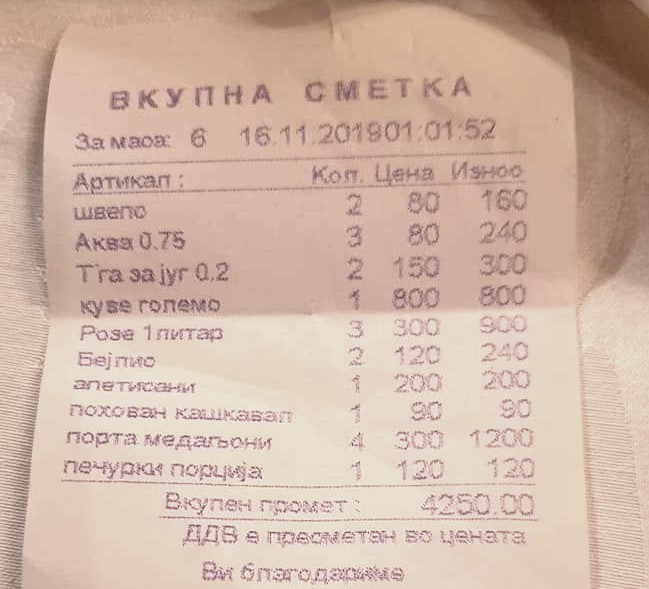 ВКУПНА СМЕТКА
За маса: 6 16.11.201901:01:52
Артикал : Кол. Цена Износ
швепс 2 80 160
Аква 0.75 3 80 240
Т`га за југ 0.2 2 150 300
куве големо 1 800 800
Розе 1литар 3 300 900
Бејлис 2 120 240
апетисани 1 200 200
похован кашкавал 1 90 90
порта медаљони 4 300 1200
печурки порција 1 120 120
Вкупен промет : 4250.00
ДДВ е пресметан во цената
Ви благодариме